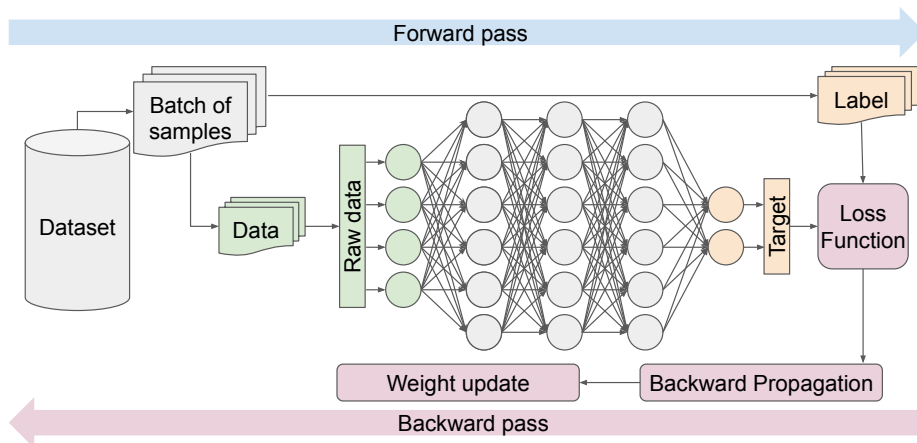 Forward pass
Batch of
samples
Label
Dataset
Data
Raw data
Target
Loss
Function
Weight update
Backward Propagation
Backward pass